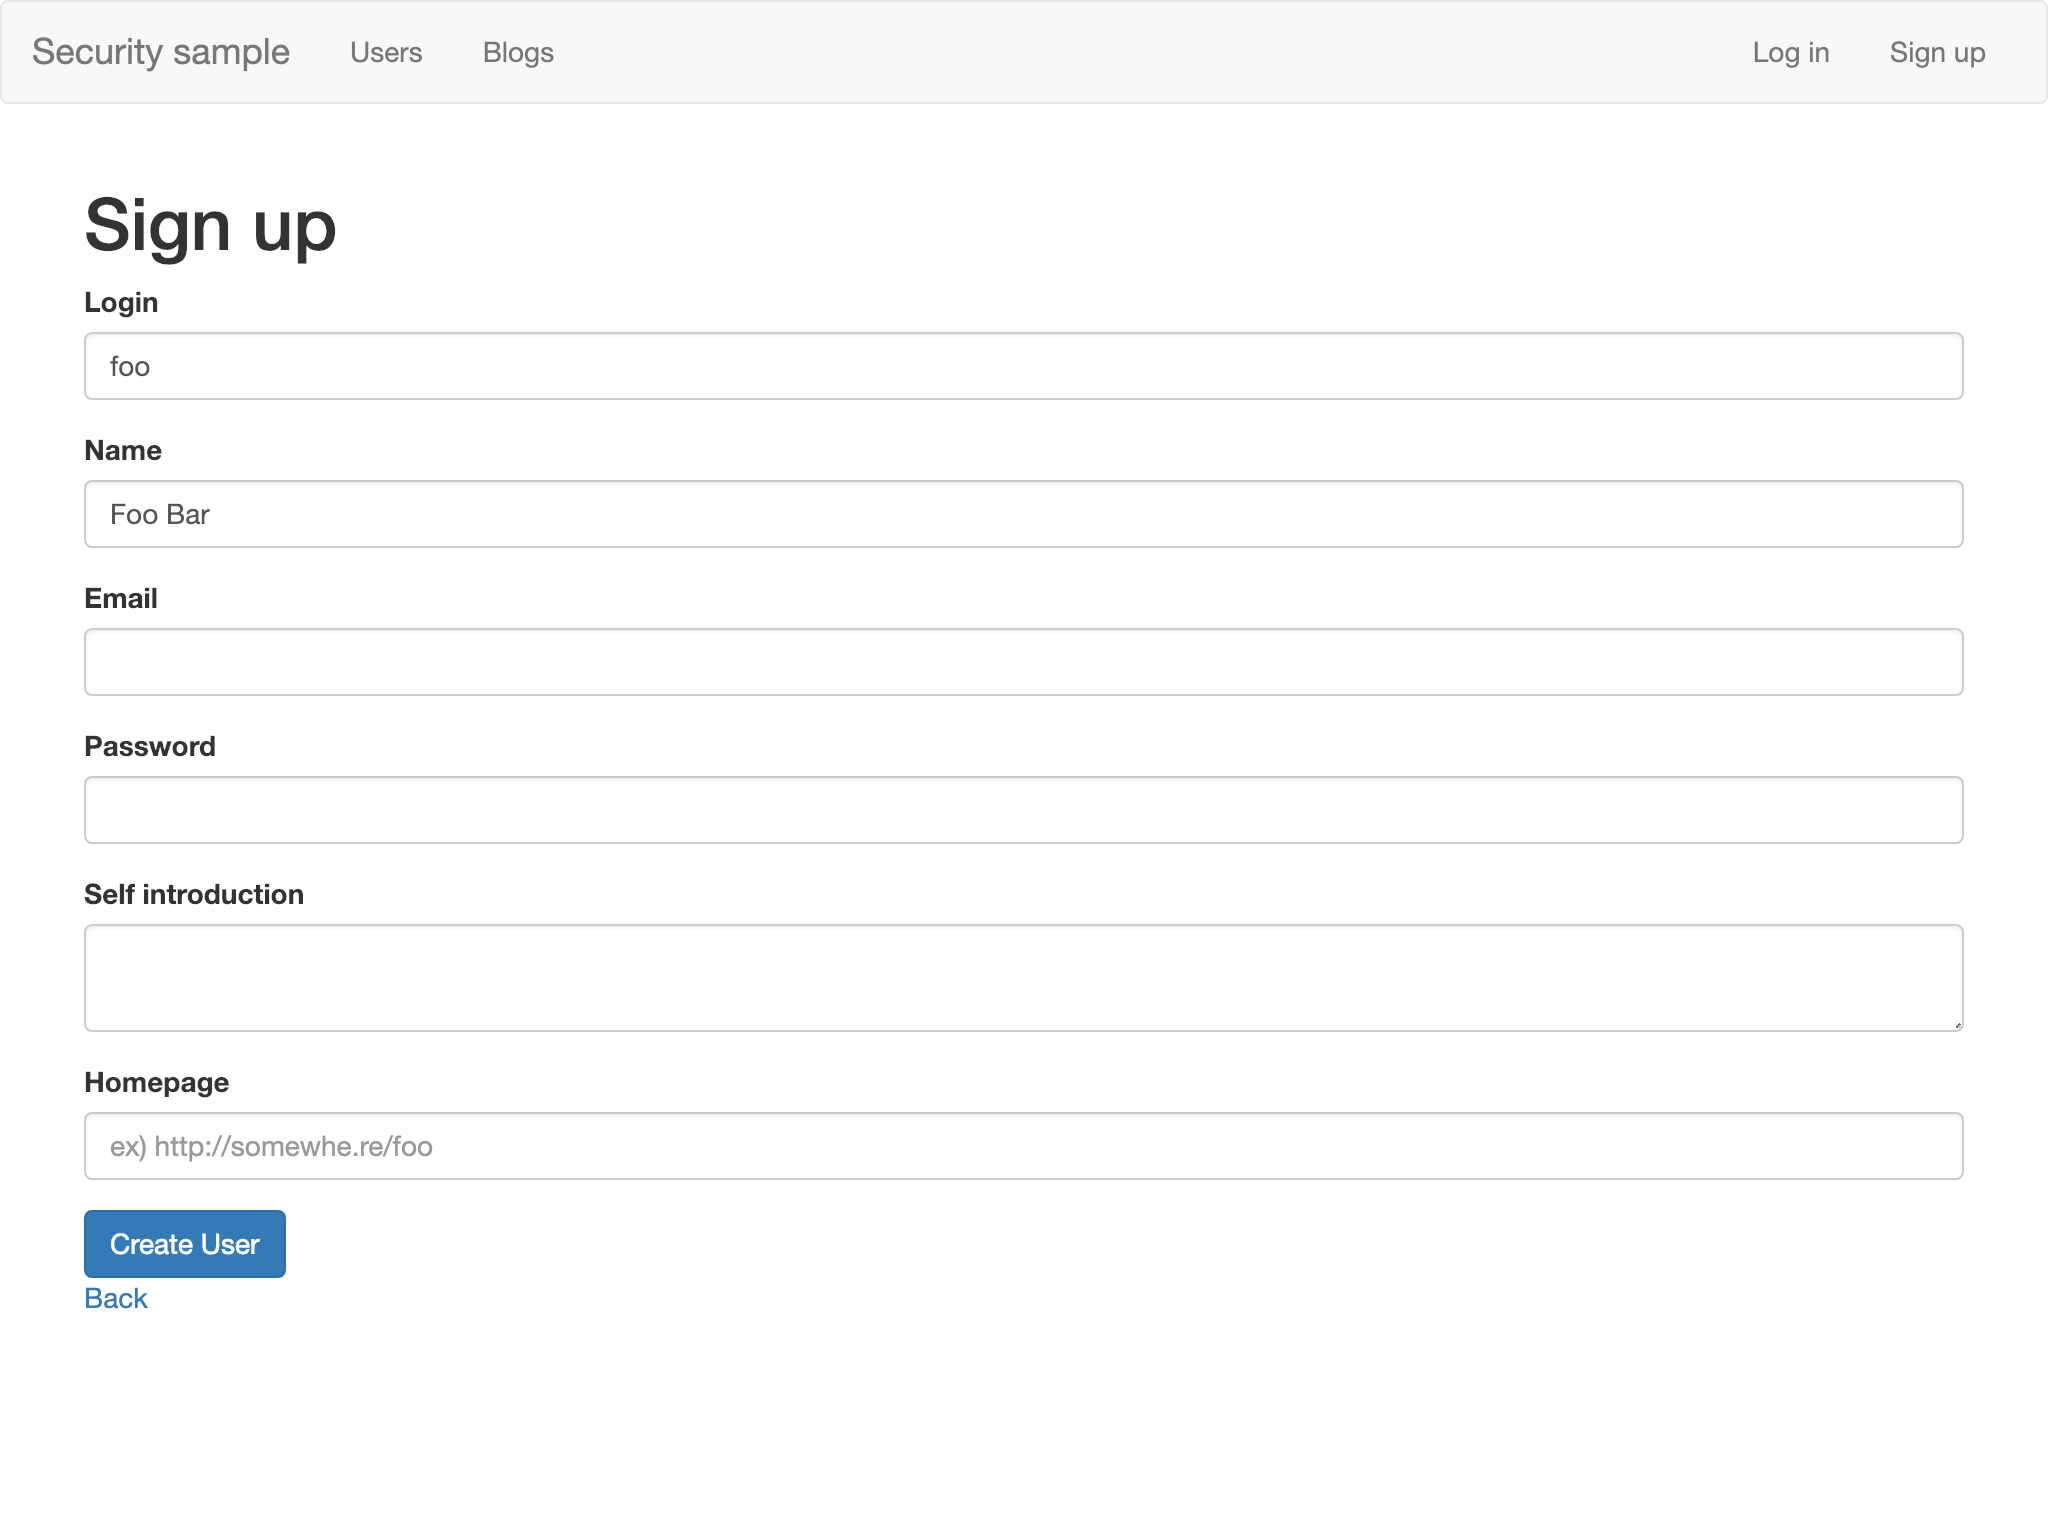 Security sample Users Blogs Log in Sign up
Sign up
Login
foo
Name
Foo Bar
Email
Password
Self introduction
Homepage
ex) http://somewhe.re/foo
Create User
Back